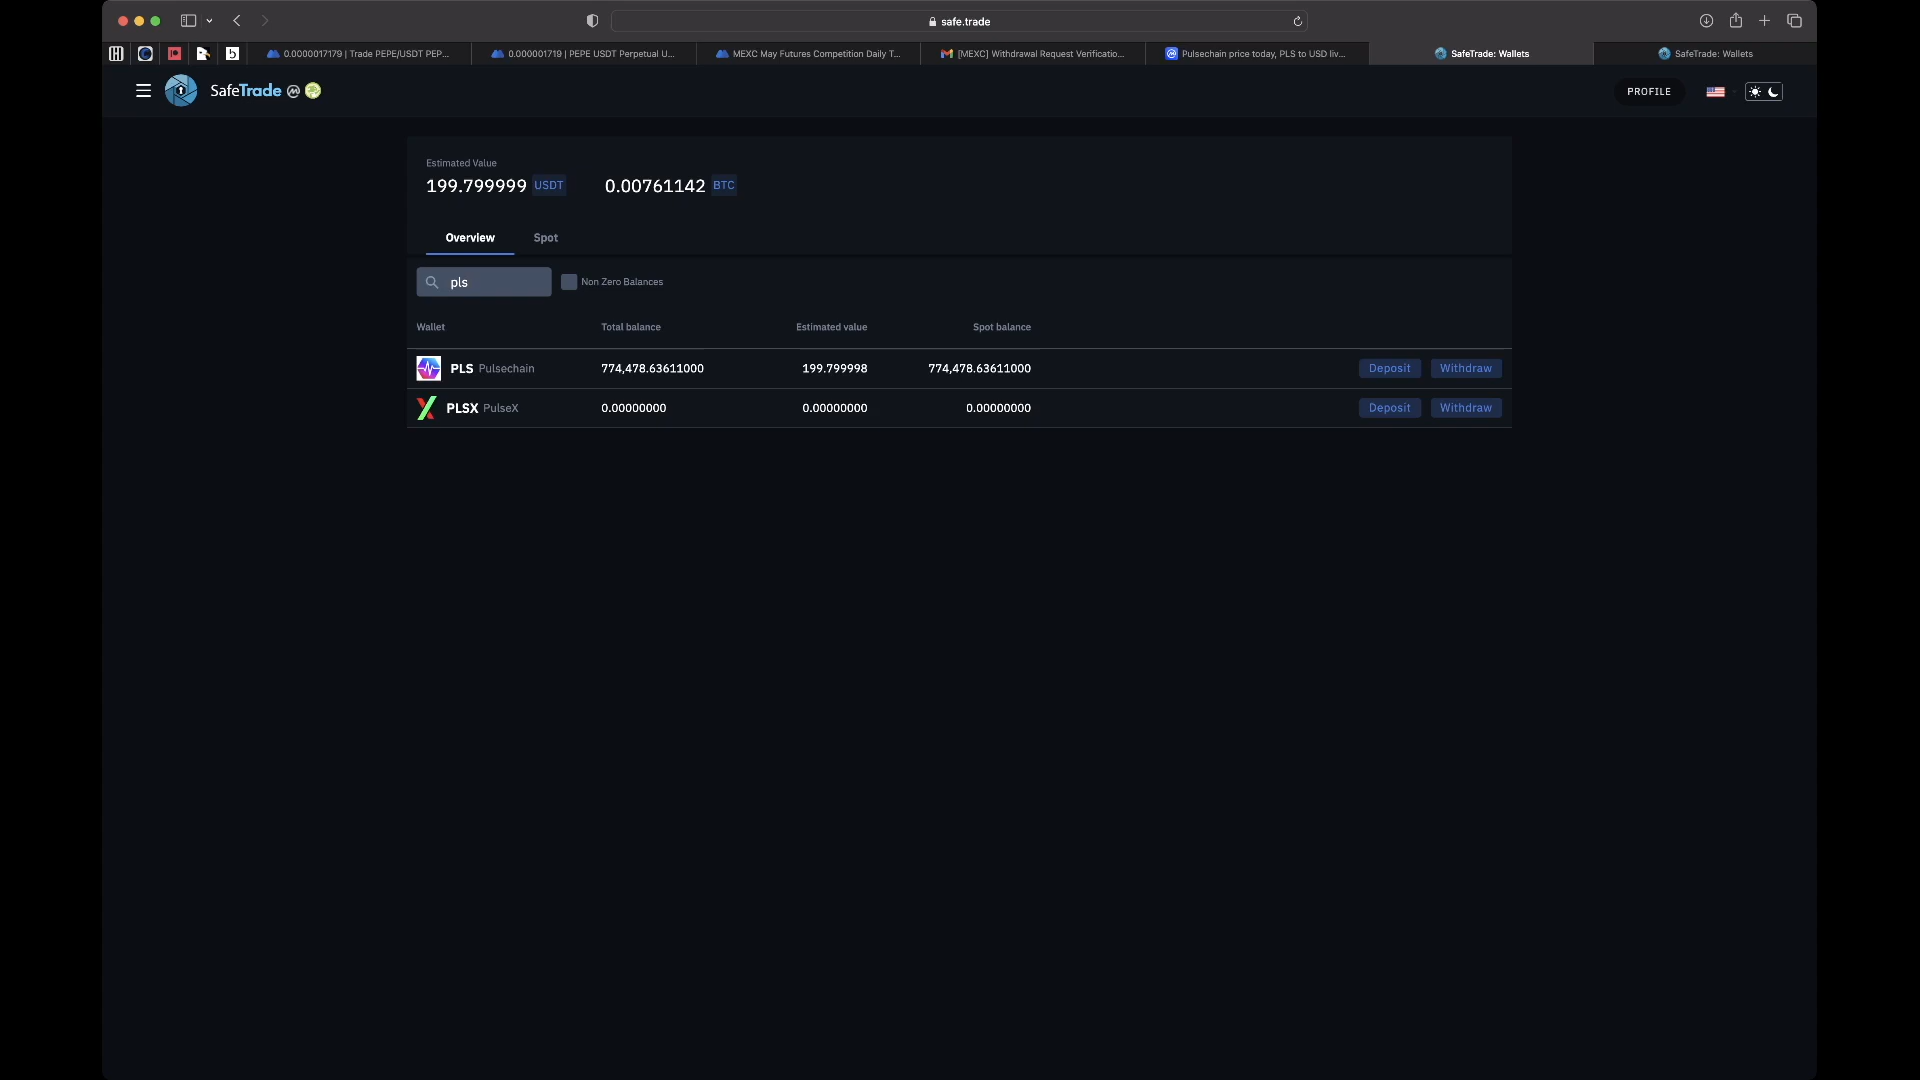 safe.trade
0.0000017179 | Trade PEPE/USDT PEP...
0.000001719 | PEPE USDT Perpetual U...
MEXC May Futures Competition Daily T...
[MEXC] Withdrawal Request Verificatio...
Pulsechain price today, PLS to USD liv...
SafeTrade: Wallets
SafeTrade: Wallets
SafeTrade
PROFILE
Estimated Value
199.799999 USDT 0.00761142 BTC
Overview Spot
pls Non Zero Balances
Wallet Total balance Estimated value Spot balance
PLS Pulsechain 774,478.63611000 199.799998 774,478.63611000 Deposit Withdraw
PLSX PulseX 0.00000000 0.00000000 0.00000000 Deposit Withdraw